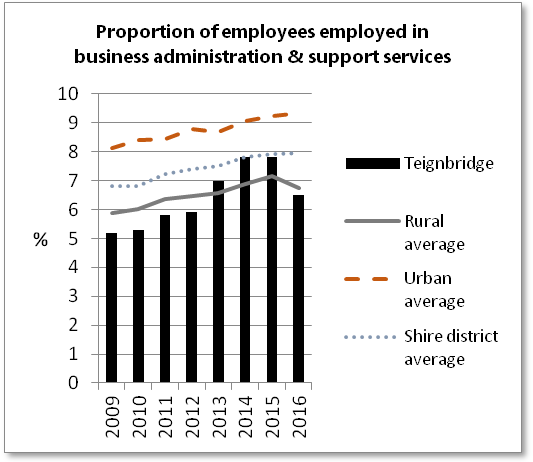 Proportion of employees employed in
business administration & support services
10
9
8
7
6
5
4
3
2
1
0
%
2009
2010
2011
2012
2013
2014
2015
2016
Teignbridge
Rural
average
Urban
average
Shire district
average